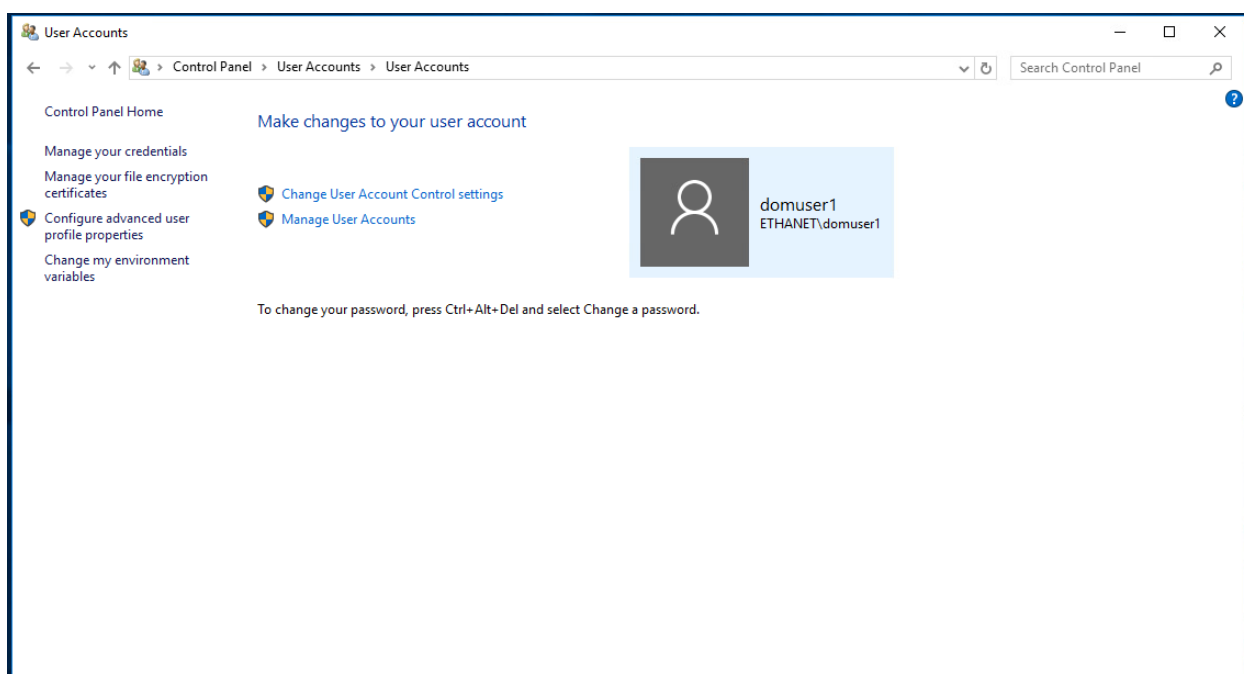 User Accounts
Control Panel > User Accounts > User Accounts
Search Control Panel
?
Control Panel Home
Manage your credentials
Manage your file encryption
certificates
Configure advanced user
profile properties
Change my environment
variables
Make changes to your user account
Change User Account Control settings
Manage User Accounts
domuser1
ETHANET\domuser1
To change your password, press Ctrl+Alt+Del and select Change a password.